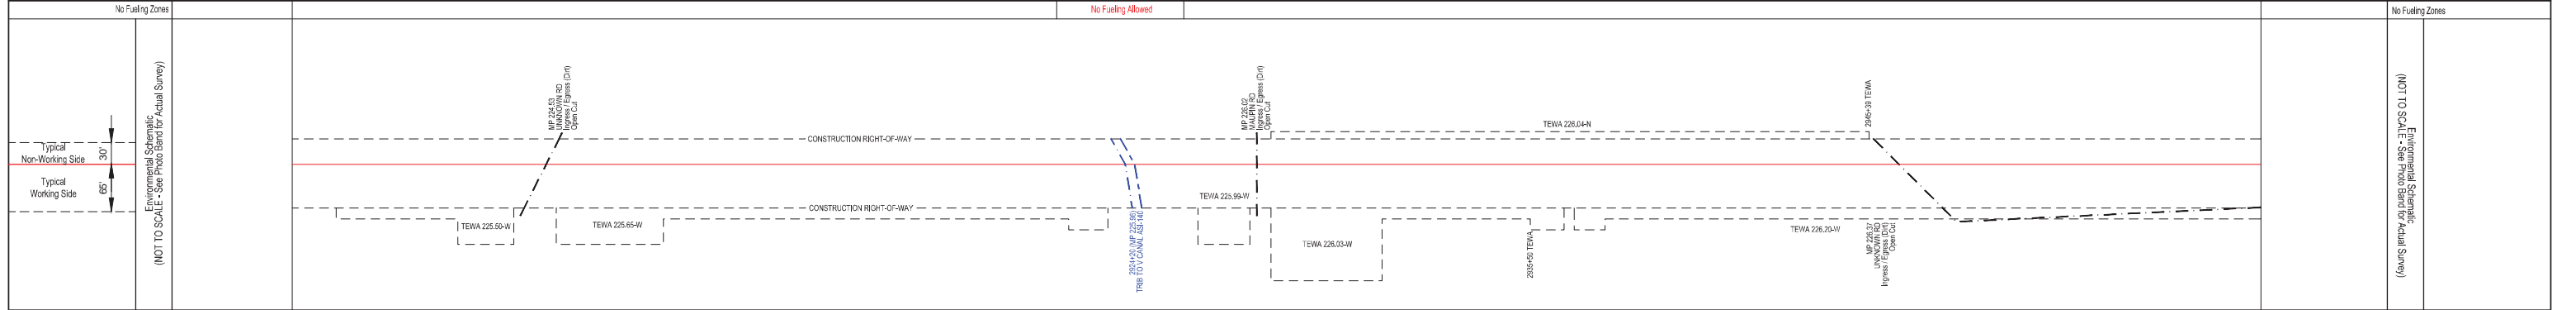 No Fueling Zones
No Fueling Allowed
No Fueling Zones
Typical
Non-Working Side
30'
Typical
Working Side
65'
Environmental Schematic
(NOT TO SCALE - See Photo Band for Actual Survey)
MP 224.53
UNKNOWN RD
Ingress / Egress (Dirt)
Open Cut
CONSTRUCTION RIGHT-OF-WAY
MP 226.02
MALPIN RD
Ingress / Egress (Dirt)
Open Cut
TEWA 226.04-N
2945+39 TEWA
TEWA 225.99-W
CONSTRUCTION RIGHT-OF-WAY
TEWA 225.50-W
TEWA 225.65-W
2924+20 (MP 225.96)
TRIB TO V CANAL ASI-140
TEWA 226.03-W
2935+50 TEWA
TEWA 226.20-W
MP 226.37
UNKNOWN RD
Ingress / Egress (Dirt)
Open Cut
Environmental Schematic
(NOT TO SCALE - See Photo Band for Actual Survey)